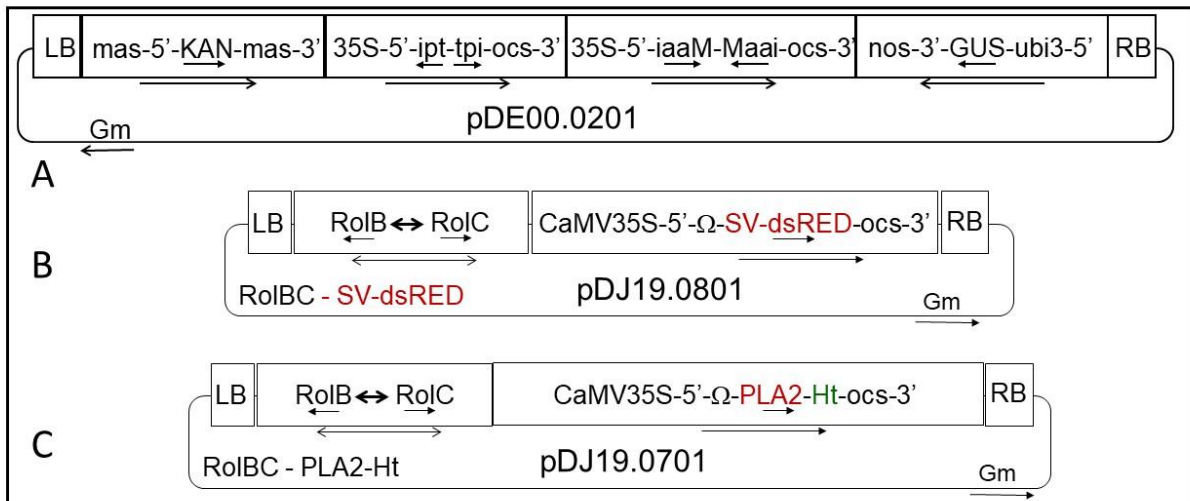 LB mas-5’-KAN-mas-3’ 35S-5’-ipt-tpi-ocs-3’ 35S-5’-iaaM-Maai-ocs-3’ nos-3’-GUS-ubi3-5’ RB
Gm pDE00.0201
A
LB RolB RolC CaMV35S-5’-Ω-SV-dsRED-ocs-3’ RB
B
RolBC - SV-dsRED pDJ19.0801 Gm
LB RolB RolC CaMV35S-5’-Ω-PLA2-Ht-ocs-3’ RB
C
RolBC - PLA2-Ht pDJ19.0701 Gm